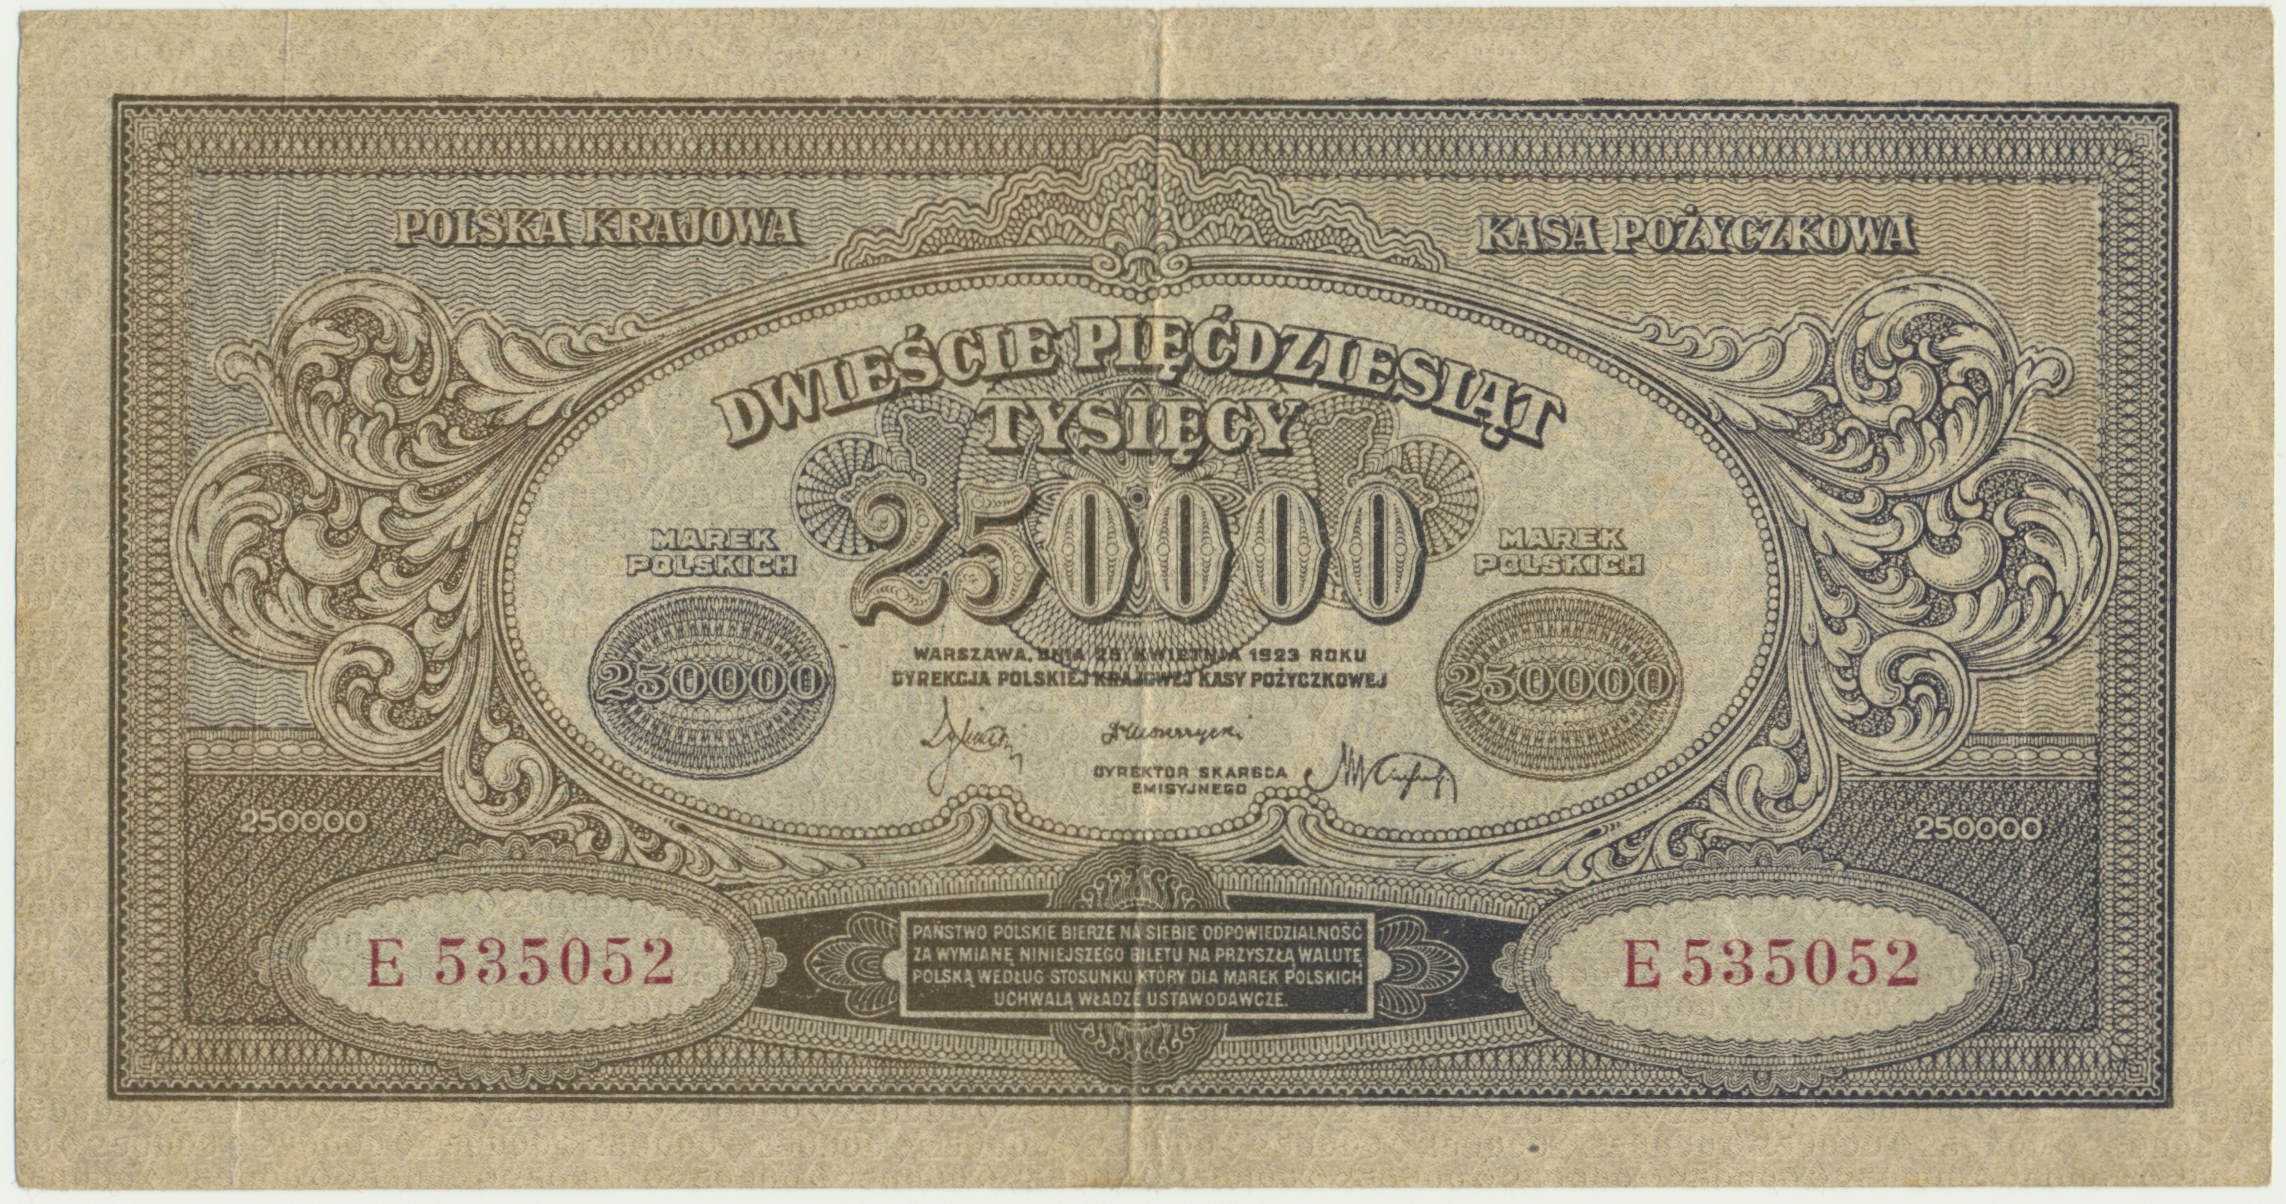 POLSKA KRAJOWA
KASA POŻYCZKOWA
DWIEŚCIE PIĘĆDZIESIĄT
TYSIĘCY
250000
MAREK
POLSKICH
250000
MAREK
POLSKICH
250000
WARSZAWA, DNIA 25 KWIETNIA 1923 ROKU
DYREKCJA POLSKIEJ KRAJOWEJ KASY POŻYCZKOWEJ
DYREKTOR SKARBCA
EMISYJNEGO
250000
250000
E 535052
E 535052
PAŃSTWO POLSKIE BIERZE NA SIEBIE ODPOWIEDZIALNOŚĆ
ZA WYMIANĘ NINIEJSZEGO BILETU NA PRZYSZŁĄ WALUTĘ
POLSKĄ WEDŁUG STOSUNKU, KTÓRY DLA MAREK POLSKICH
UCHWALĄ WŁADZE USTAWODAWCZE.